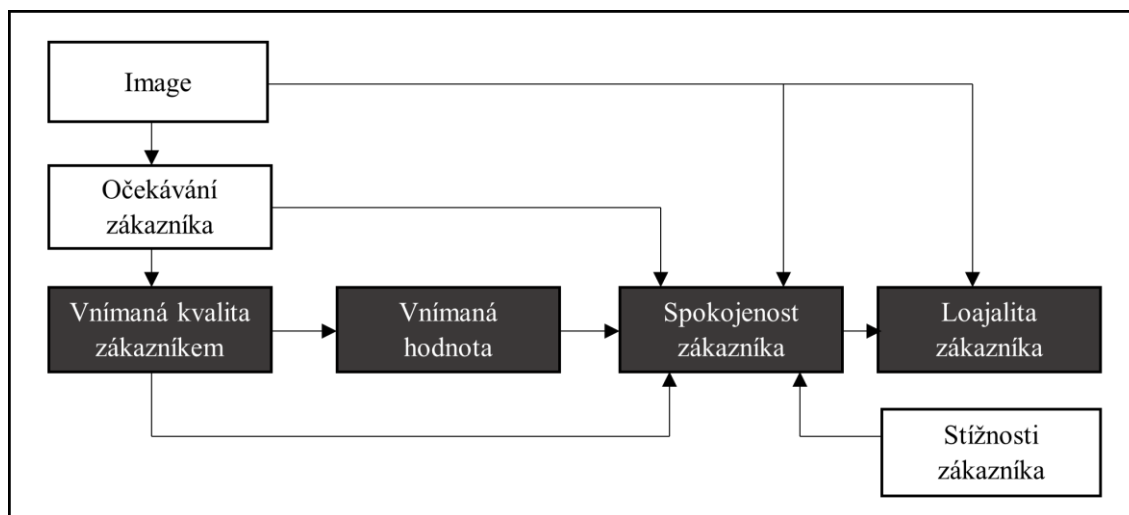 Image
Očekávání
zákazníka
Vnímaná kvalita
zákazníkem
Vnímaná
hodnota
Spokojenost
zákazníka
Loajalita
zákazníka
Stížnosti
zákazníka